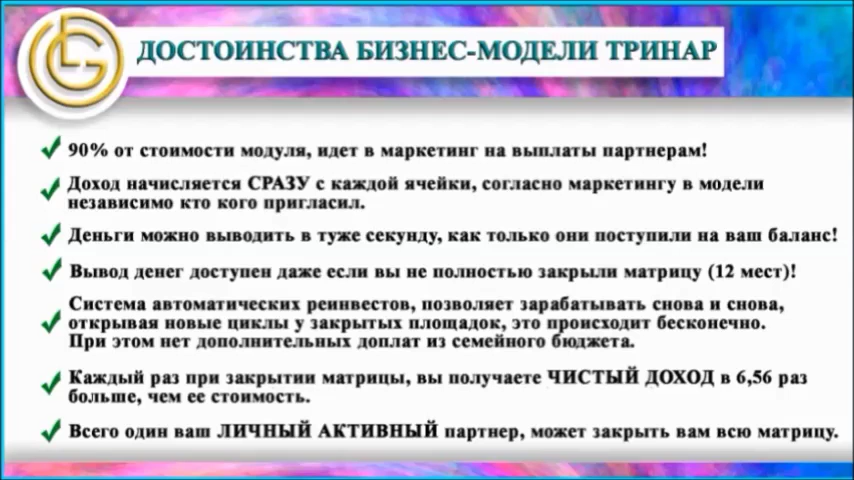 LG
ДОСТОИНСТВА БИЗНЕС-МОДЕЛИ ТРИНАР
90% от стоимости модуля, идет в маркетинг на выплаты партнерам!
Доход начисляется СРАЗУ с каждой ячейки, согласно маркетингу в модели
независимо кто кого пригласил.
Деньги можно выводить в туже секунду, как только они поступили на ваш баланс!
Вывод денег доступен даже если вы не полностью закрыли матрицу (12 мест)!
Система автоматических реинвестов, позволяет зарабатывать снова и снова,
открывая новые циклы у закрытых площадок, это происходит бесконечно.
При этом нет дополнительных доплат из семейного бюджета.
Каждый раз при закрытии матрицы, вы получаете ЧИСТЫЙ ДОХОД в 6,56 раз
больше, чем ее стоимость.
Всего один ваш ЛИЧНЫЙ АКТИВНЫЙ партнер, может закрыть вам всю матрицу.